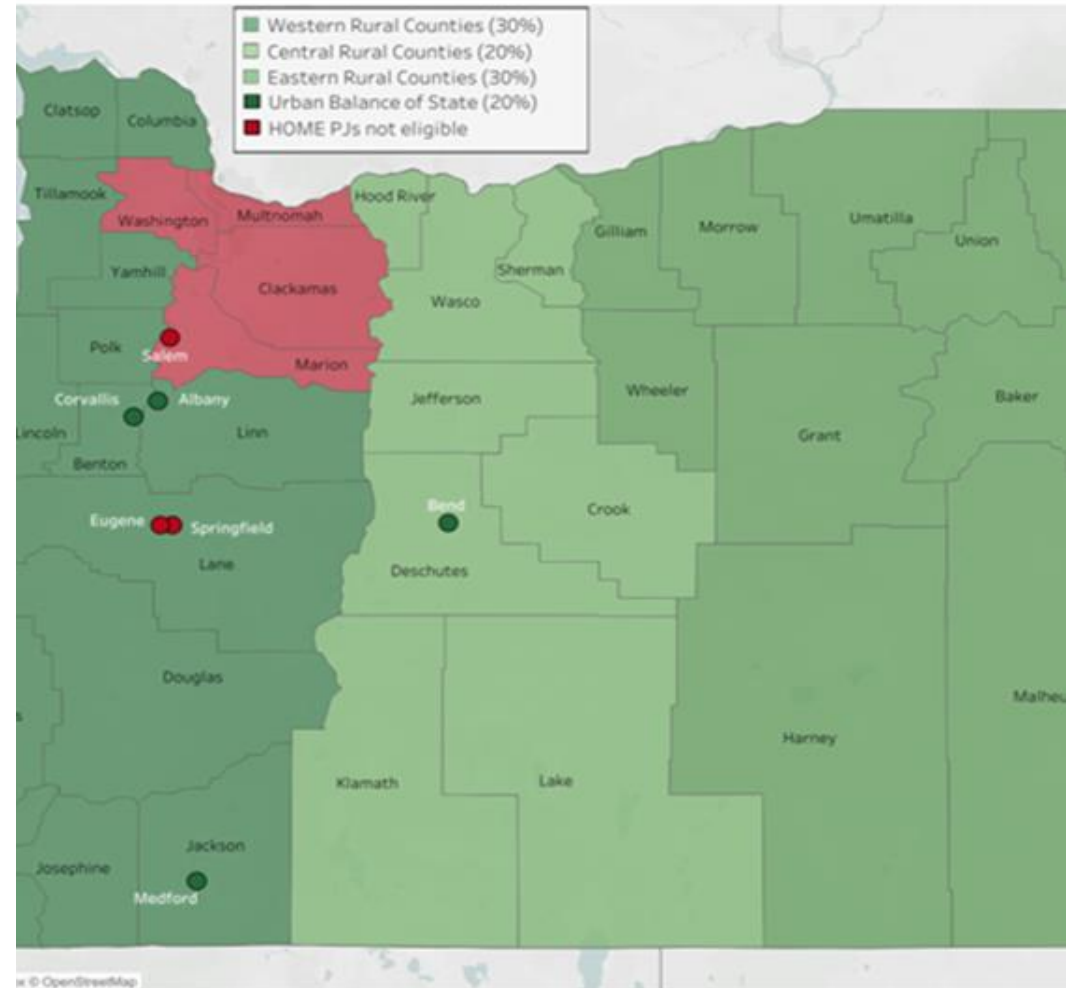 Western Rural Counties (30%)
Central Rural Counties (20%)
Eastern Rural Counties (30%)
Urban Balance of State (20%)
HOME PJs not eligible
Clatsop
Columbia
Tillamook
Washington
Multnomah
Hood River
Gilliam
Morrow
Umatilla
Union
Yamhill
Clackamas
Sherman
Wasco
Polk
Salem
Marion
Wheeler
Baker
Corvallis
Albany
Jefferson
Lincoln
Linn
Grant
Benton
Bend
Crook
Eugene
Springfield
Lane
Deschutes
Douglas
s
Malheu
Harney
Klamath
Lake
Jackson
Josephine
Medford
© OpenStreetMap